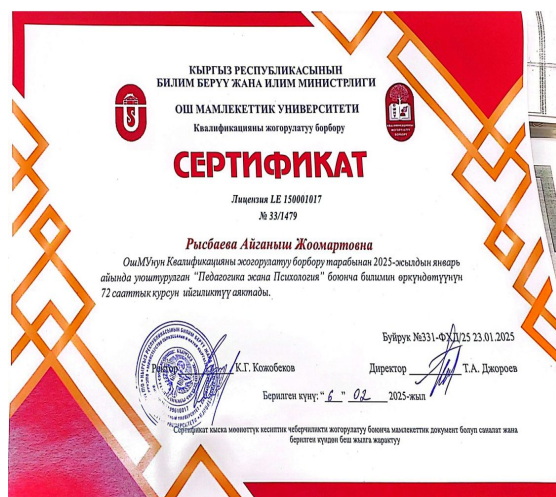 КЫРГЫЗ РЕСПУБЛИКАСЫНЫН
БИЛИМ БЕРҮҮ ЖАНА ИЛИМ МИНИСТРЛИГИ
ОШ МАМЛЕКЕТТИК УНИВЕРСИТЕТИ
Квалификацияны жогорулатуу борбору
СЕРТИФИКАТ
Лицензия LE 150001017
№ 33/1479
Рысбаева Айганыш Жоомартовна
ОшМУнун Квалификацияны жогорулатуу борбору тарабынан 2025-жылдын январь
айында уюштурулган “Педагогика жана Психология” боюнча билимин өркүндөтүүнүн
72 сааттык курсун ийгиликтүү аяктады.
Буйрук №331-ФХД/25 23.01.2025
Ректор К.Г. Кожобеков
Директор Т.А. Джороев
Берилген күнү: “ 6 ” 02 2025-жыл
Сертификат кыска мөөнөттүк кесиптик чеберчиликти жогорулатуу боюнча мамлекеттик документ болуп саналат жана
берилген күндөн беш жылга жарактуу